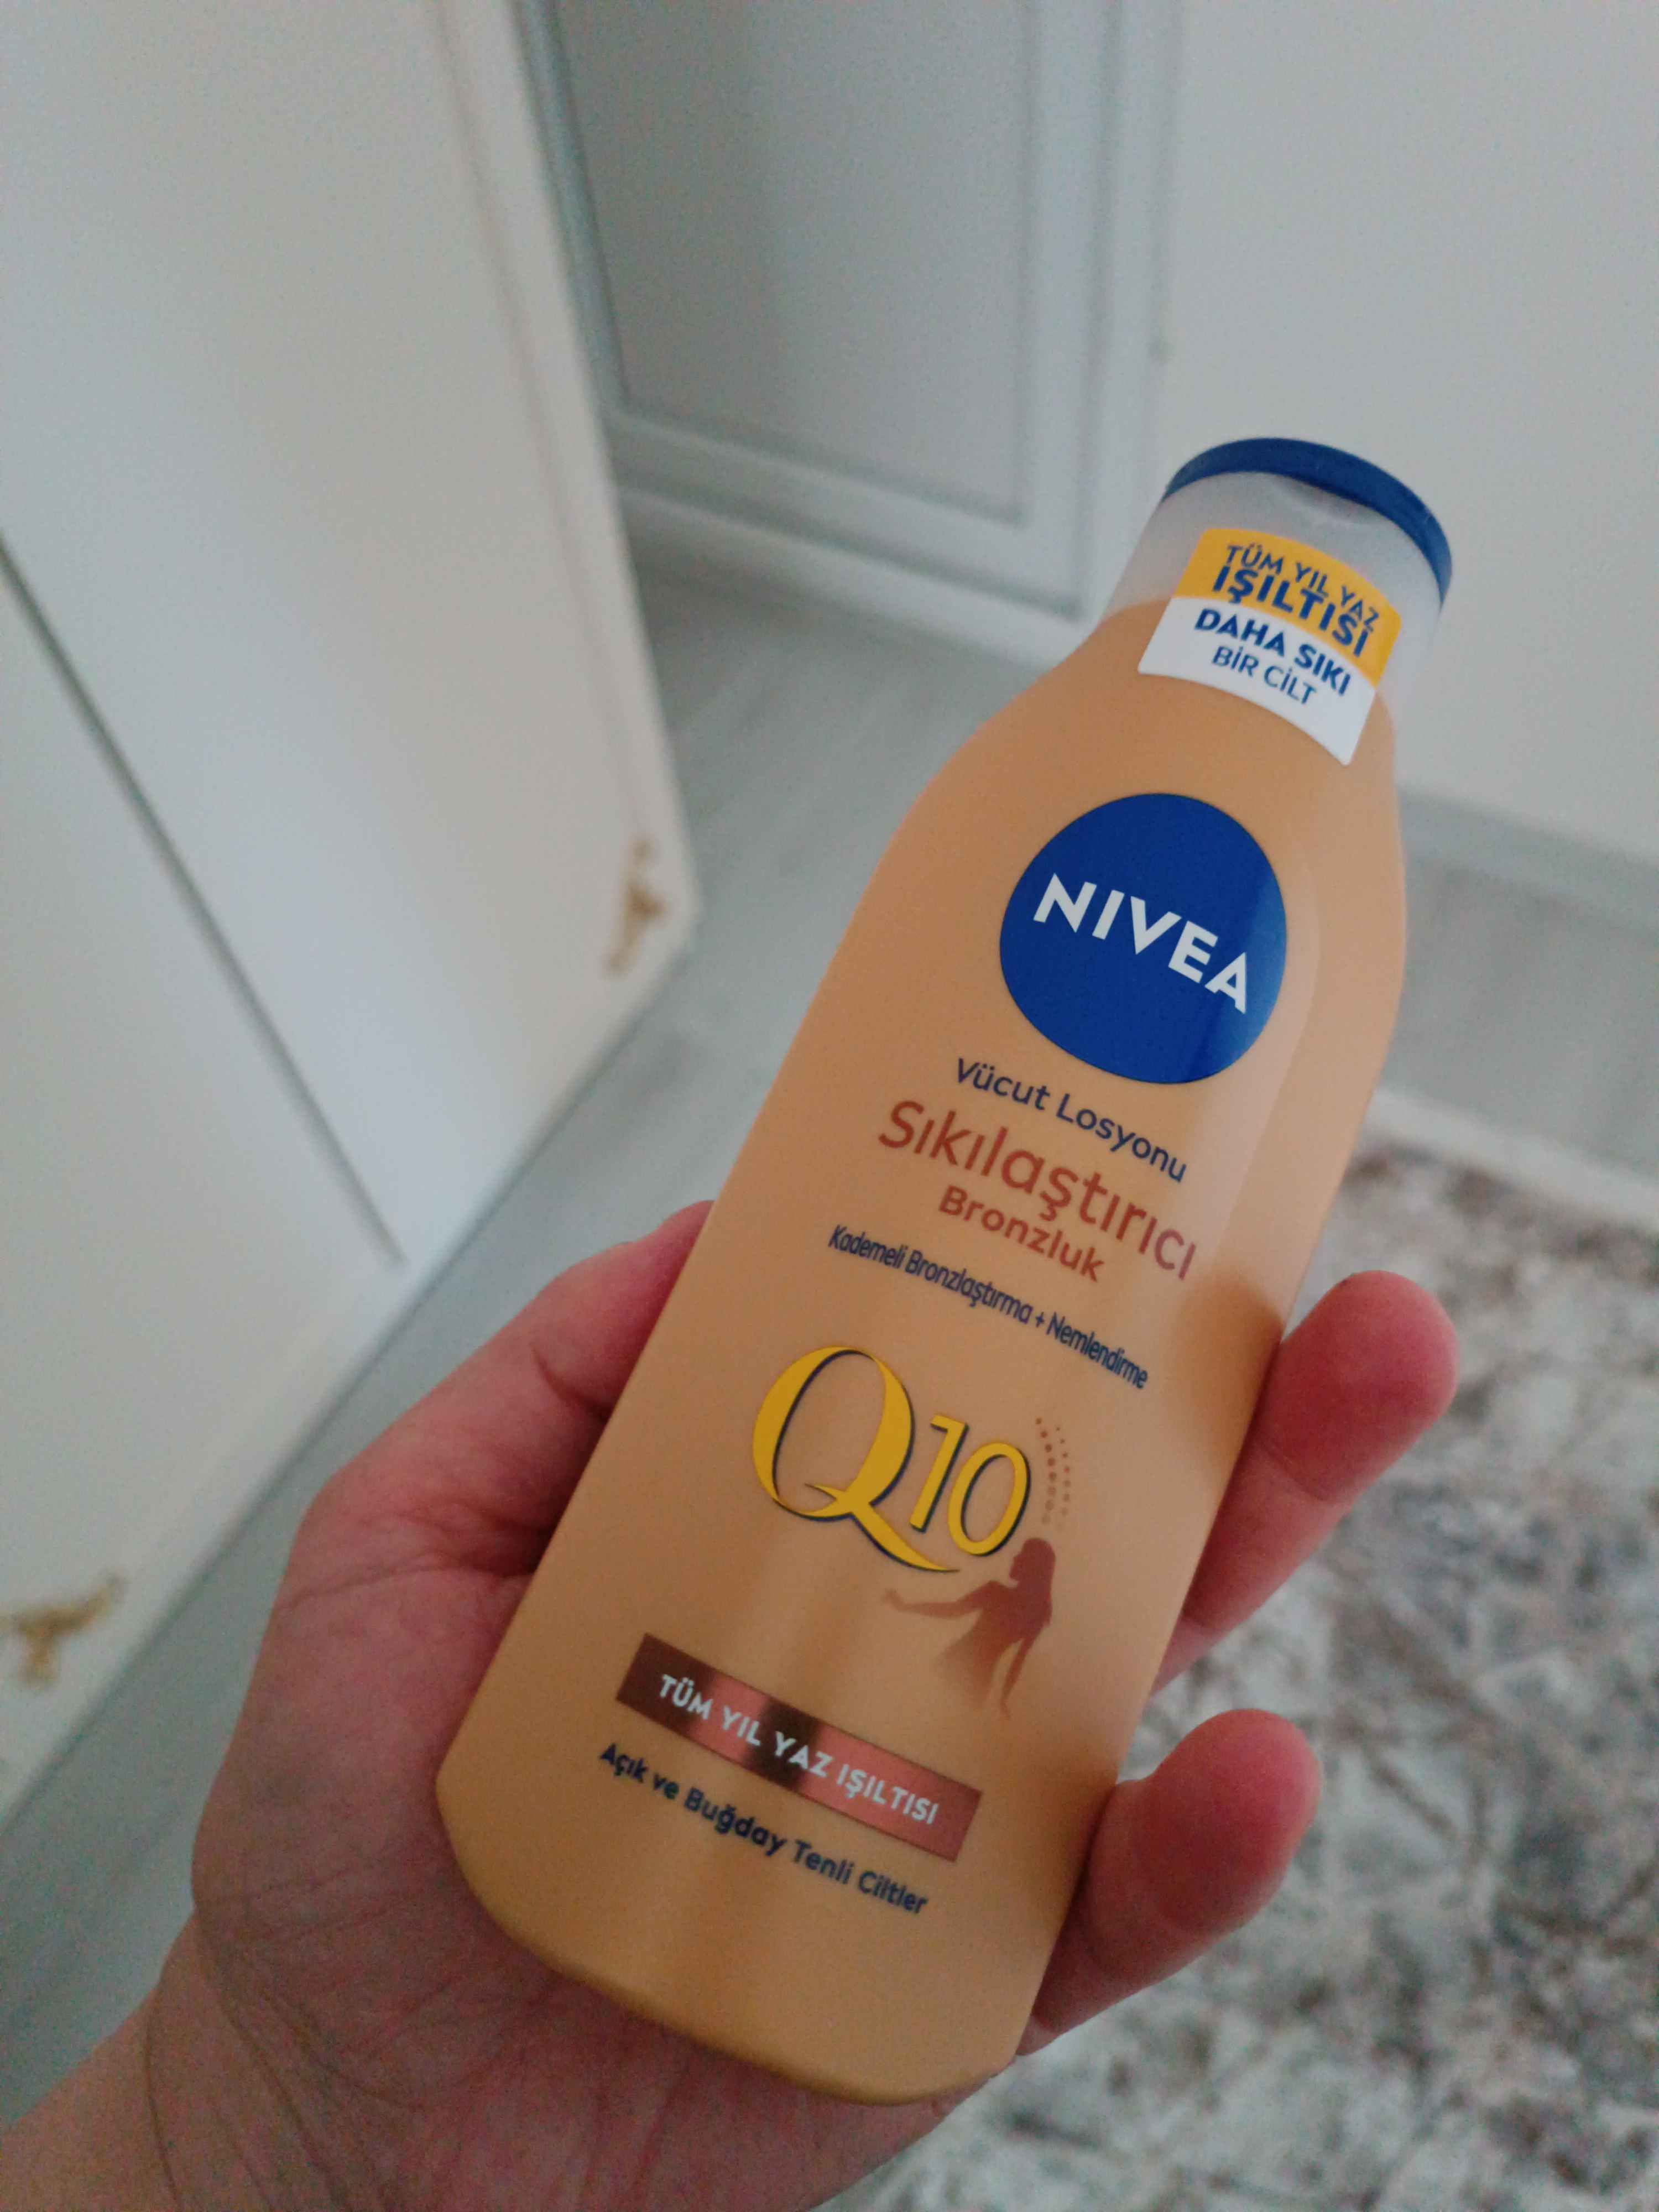 TÜM YIL YAZ
IŞILTISI
DAHA SIKI
BİR CİLT
NIVEA
Vücut Losyonu
Sıkılaştırıcı
Bronzluk
Kademeli Bronzlaştırma + Nemlendirme
Q10
TÜM YIL YAZ IŞILTISI
Açık ve Buğday Tenli Ciltler